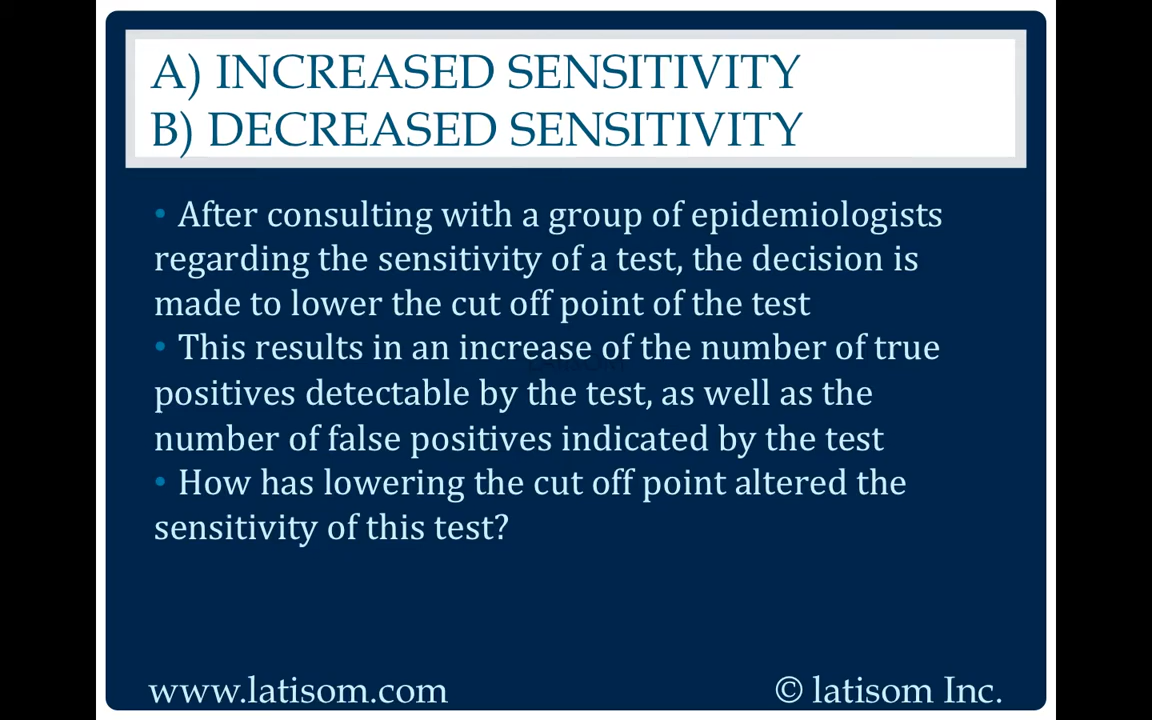 A) INCREASED SENSITIVITY
B) DECREASED SENSITIVITY
• After consulting with a group of epidemiologists
regarding the sensitivity of a test, the decision is
made to lower the cut off point of the test
• This results in an increase of the number of true
positives detectable by the test, as well as the
number of false positives indicated by the test
• How has lowering the cut off point altered the
sensitivity of this test?
www.latisom.com
© latisom Inc.